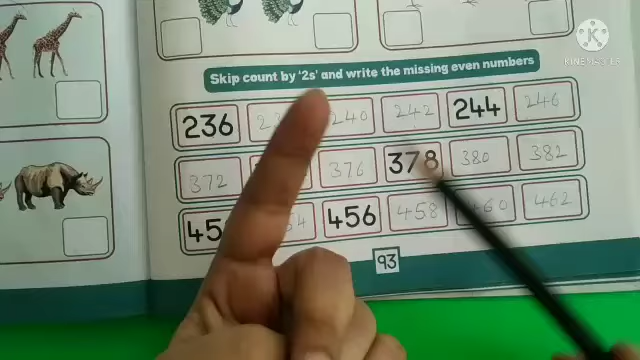 KINEMASTER
Skip count by '2s' and write the missing even numbers
236 240 242 244 246
372 376 378 380 382
456 458 460 462
93